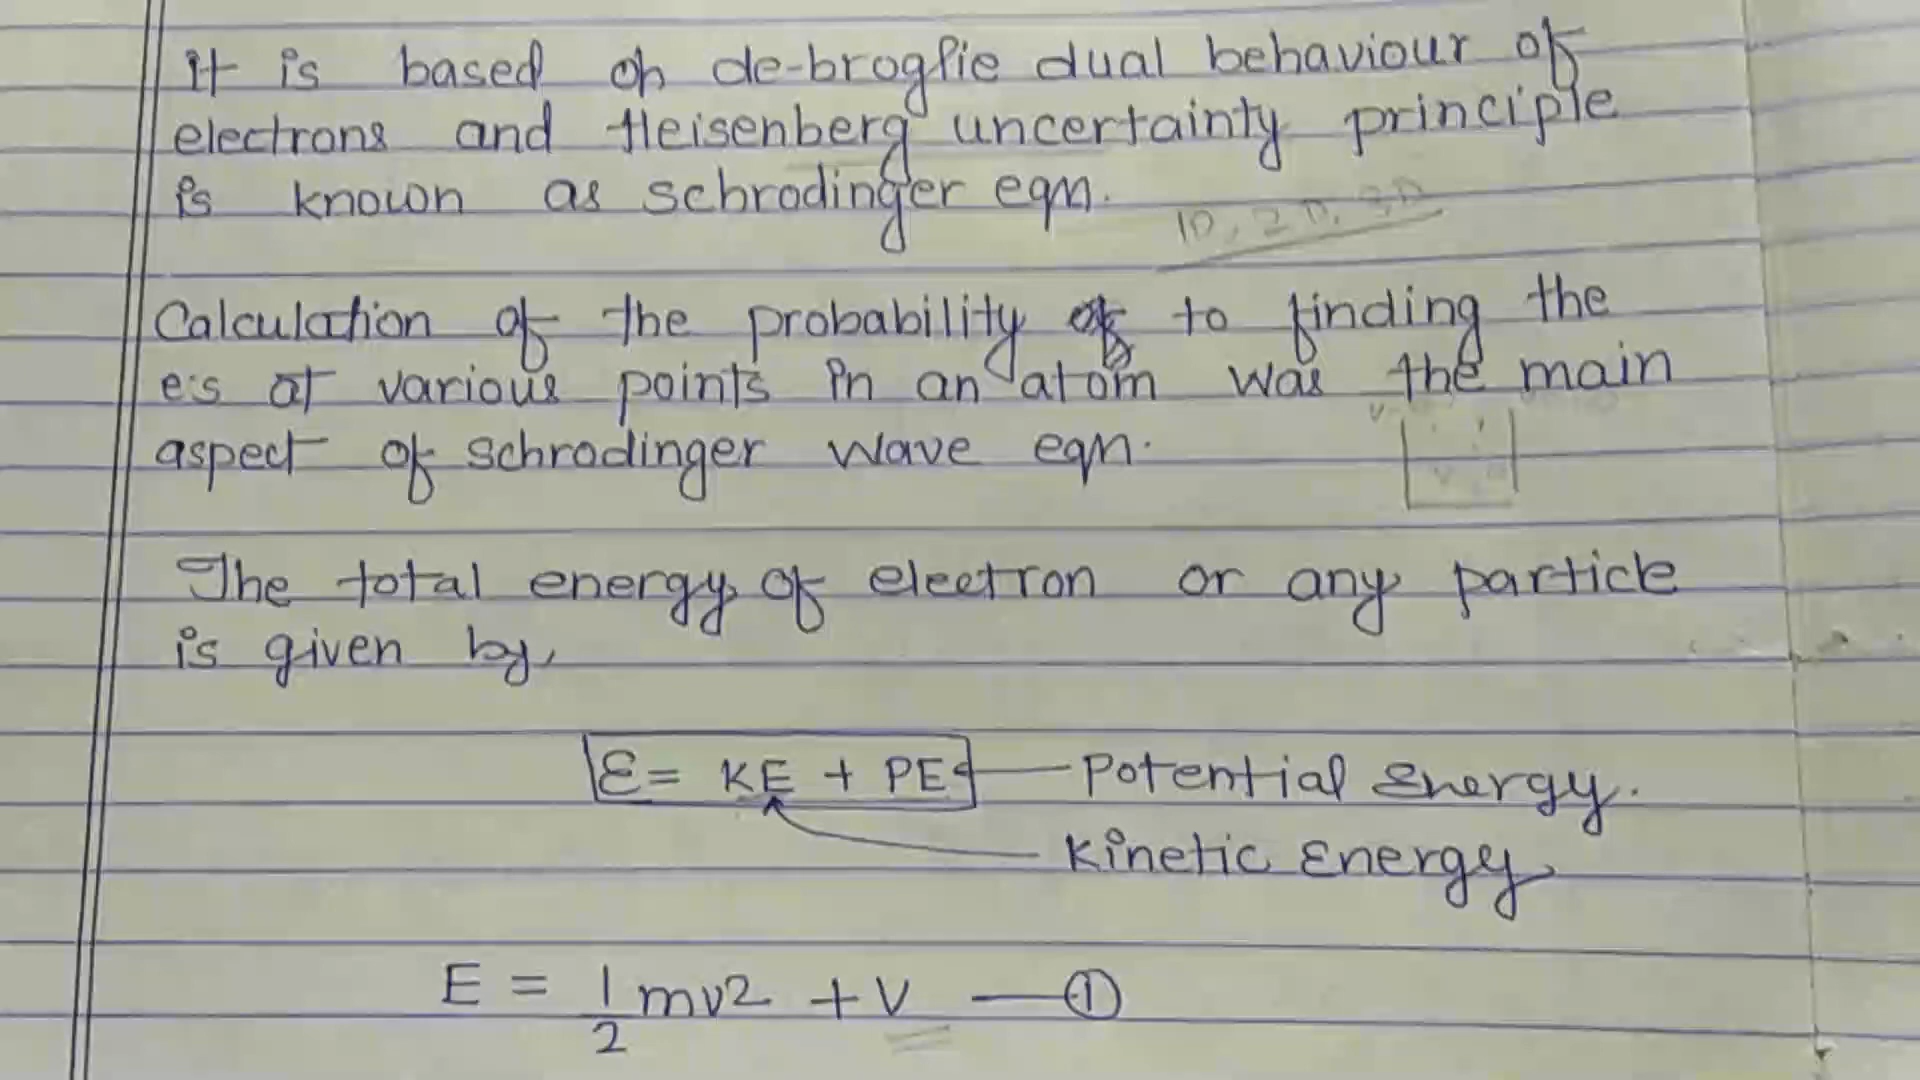 it is based on de-broglie dual behaviour of
electrons and Heisenberg uncertainty principle
is known as schrodinger eqn.
1D, 2D, 3D
Calculation of the probability of to finding the
e's at various points in an atom was the main
aspect of schrodinger wave eqn.
The total energy of electron or any particle
is given by,
E = KE + PE — Potential Energy.
Kinetic Energy
E = 1/2 mv2 + V — ①